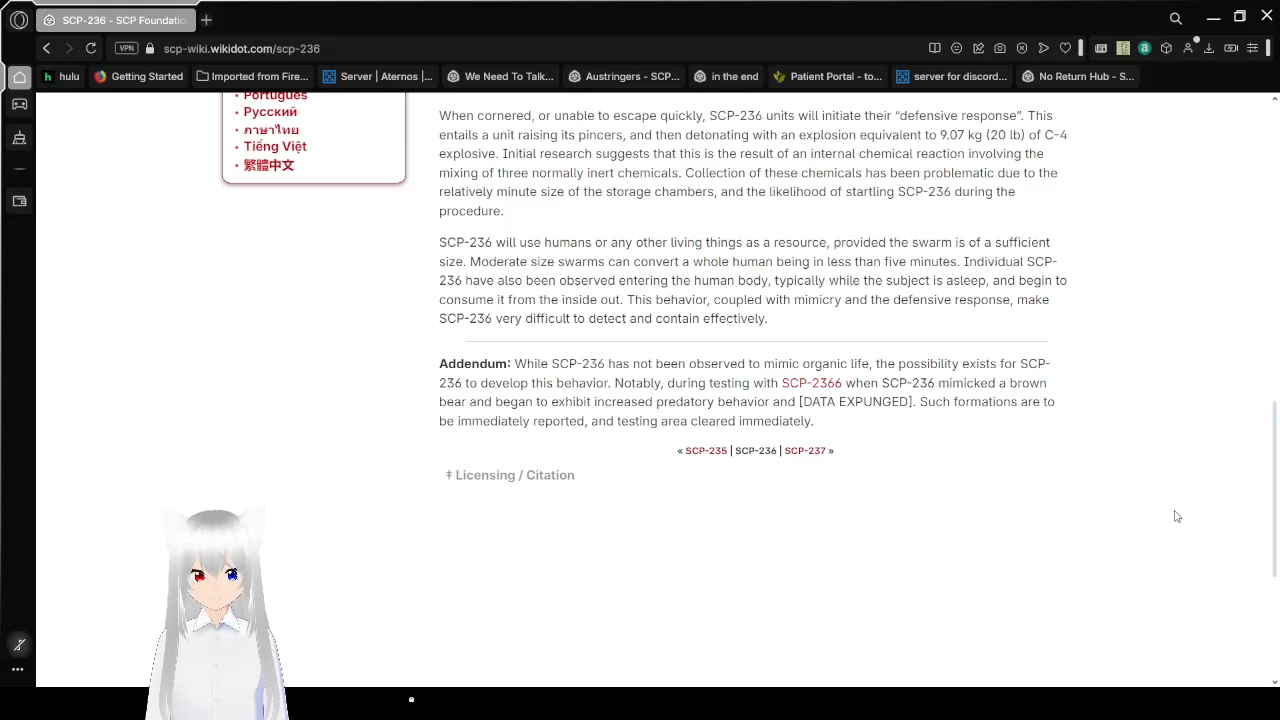 SCP-236 - SCP Foundatio
VPN
scp-wiki.wikidot.com/scp-236
hulu
Getting Started
Imported from Fire...
Server | Aternos |...
We Need To Talk...
Austringers - SCP...
in the end
Patient Portal - to...
server for discord...
No Return Hub - S...
Português
Русский
ภาษาไทย
Tiếng Việt
繁體中文
When cornered, or unable to escape quickly, SCP-236 units will initiate their “defensive response”. This
entails a unit raising its pincers, and then detonating with an explosion equivalent to 9.07 kg (20 lb) of C-4
explosive. Initial research suggests that this is the result of an internal chemical reaction involving the
mixing of three normally inert chemicals. Collection of these chemicals has been problematic due to the
relatively minute size of the storage chambers, and the likelihood of startling SCP-236 during the
procedure.
SCP-236 will use humans or any other living things as a resource, provided the swarm is of a sufficient
size. Moderate size swarms can convert a whole human being in less than five minutes. Individual SCP-
236 have also been observed entering the human body, typically while the subject is asleep, and begin to
consume it from the inside out. This behavior, coupled with mimicry and the defensive response, make
SCP-236 very difficult to detect and contain effectively.
Addendum: While SCP-236 has not been observed to mimic organic life, the possibility exists for SCP-
236 to develop this behavior. Notably, during testing with SCP-2366 when SCP-236 mimicked a brown
bear and began to exhibit increased predatory behavior and [DATA EXPUNGED]. Such formations are to
be immediately reported, and testing area cleared immediately.
« SCP-235 | SCP-236 | SCP-237 »
‡ Licensing / Citation